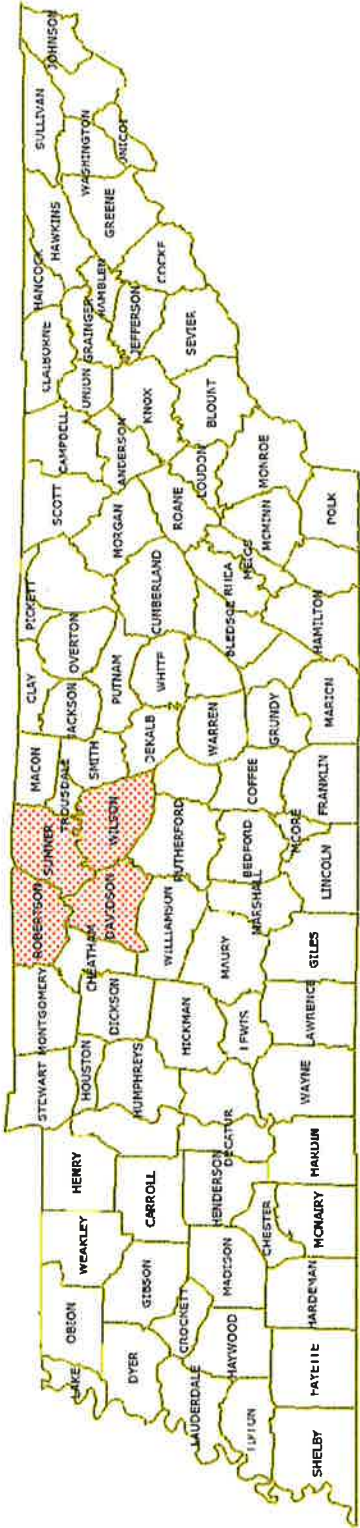 LAKE
OBION
WEAKLEY
HENRY
STEWART
MONTGOMERY
ROBERTSON
SUMNER
MACON
CLAY
PICKETT
SCOTT
CAMPBELL
CLAIBORNE
HANCOCK
HAWKINS
SULLIVAN
JOHNSON
DYER
GIBSON
CARROLL
HOUSTON
HUMPHREYS
DICKSON
CHEATHAM
DAVIDSON
WILSON
TROUSDALE
SMITH
JACKSON
OVERTON
PUTNAM
MORGAN
ANDERSON
UNION
GRAINGER
HAMBLEN
GREENE
WASHINGTON
UNICOI
LAUDERDALE
CROCKETT
HAYWOOD
MADISON
HENDERSON
DECATUR
HICKMAN
WILLIAMSON
RUTHERFORD
DEKALB
WHITE
CUMBERLAND
ROANE
KNOX
JEFFERSON
COCKE
SEVIER
TIPTON
CHESTER
LEWIS
MAURY
MARSHALL
BEDFORD
COFFEE
WARREN
GRUNDY
BLEDSOE
RHEA
MEIGS
LOUDON
BLOUNT
MCMINN
MONROE
SHELBY
FAYETTE
HARDEMAN
MCNAIRY
HARDIN
WAYNE
LAWRENCE
GILES
LINCOLN
MOORE
FRANKLIN
MARION
HAMILTON
POLK